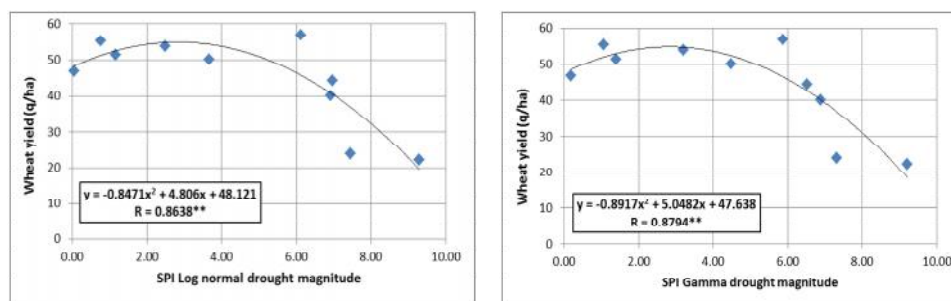 60
50
40
30
20
10
0
Wheat yield (q/ha)
y = -0.8471x² + 4.806x + 48.121
R = 0.8638**
0.00 2.00 4.00 6.00 8.00 10.00
SPI Log normal drought magnitude
60
50
40
30
20
10
0
Wheat yield (q/ha)
y = -0.8917x² + 5.0482x + 47.638
R = 0.8794**
0.00 2.00 4.00 6.00 8.00 10.00
SPI Gamma drought magnitude